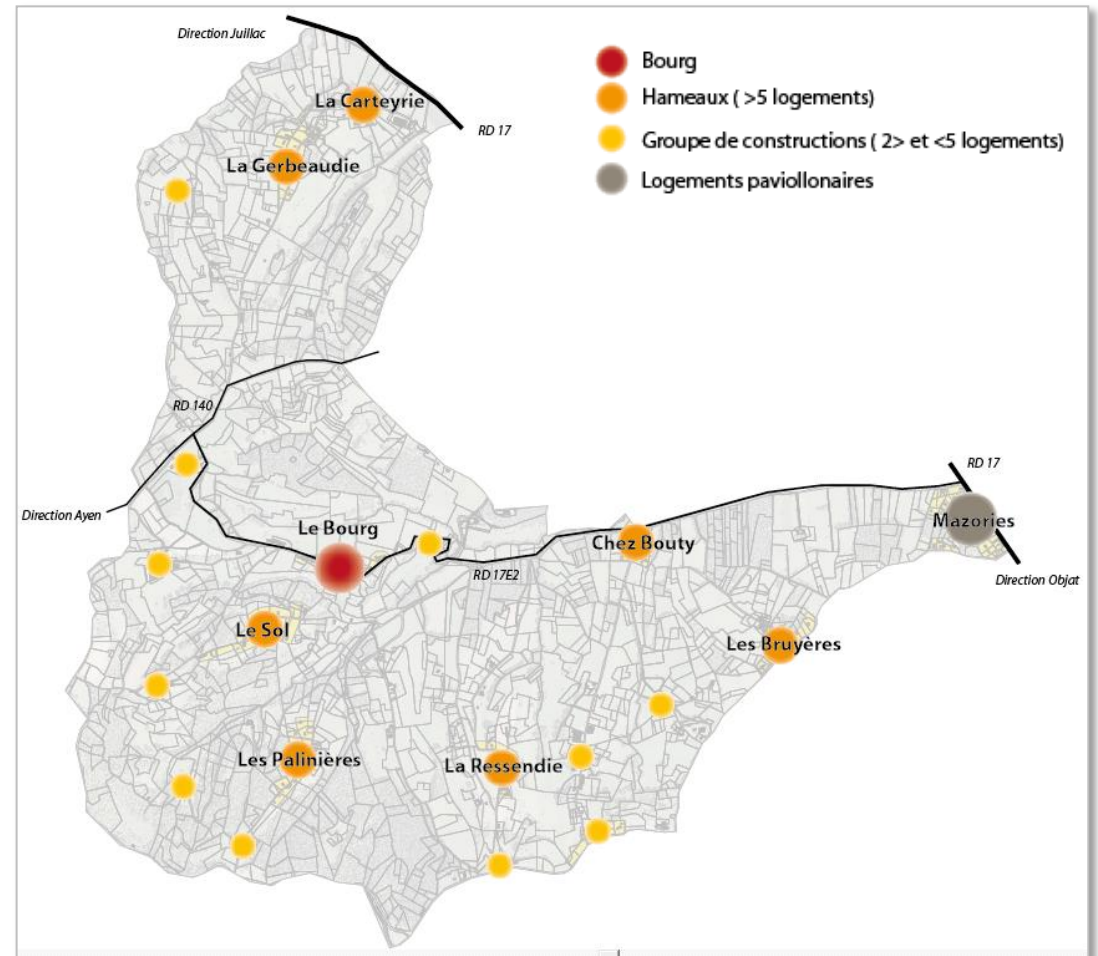 Direction Juillac
RD 17
La Carteyrie
La Gerbeaudie
Bourg
Hameaux ( >5 logements)
Groupe de constructions ( 2> et <5 logements)
Logements paviollonaires
RD 140
Direction Ayen
Le Bourg
RD 17E2
Chez Bouty
RD 17
Mazories
Direction Objat
Le Sol
Les Bruyères
Les Palinières
La Ressendie